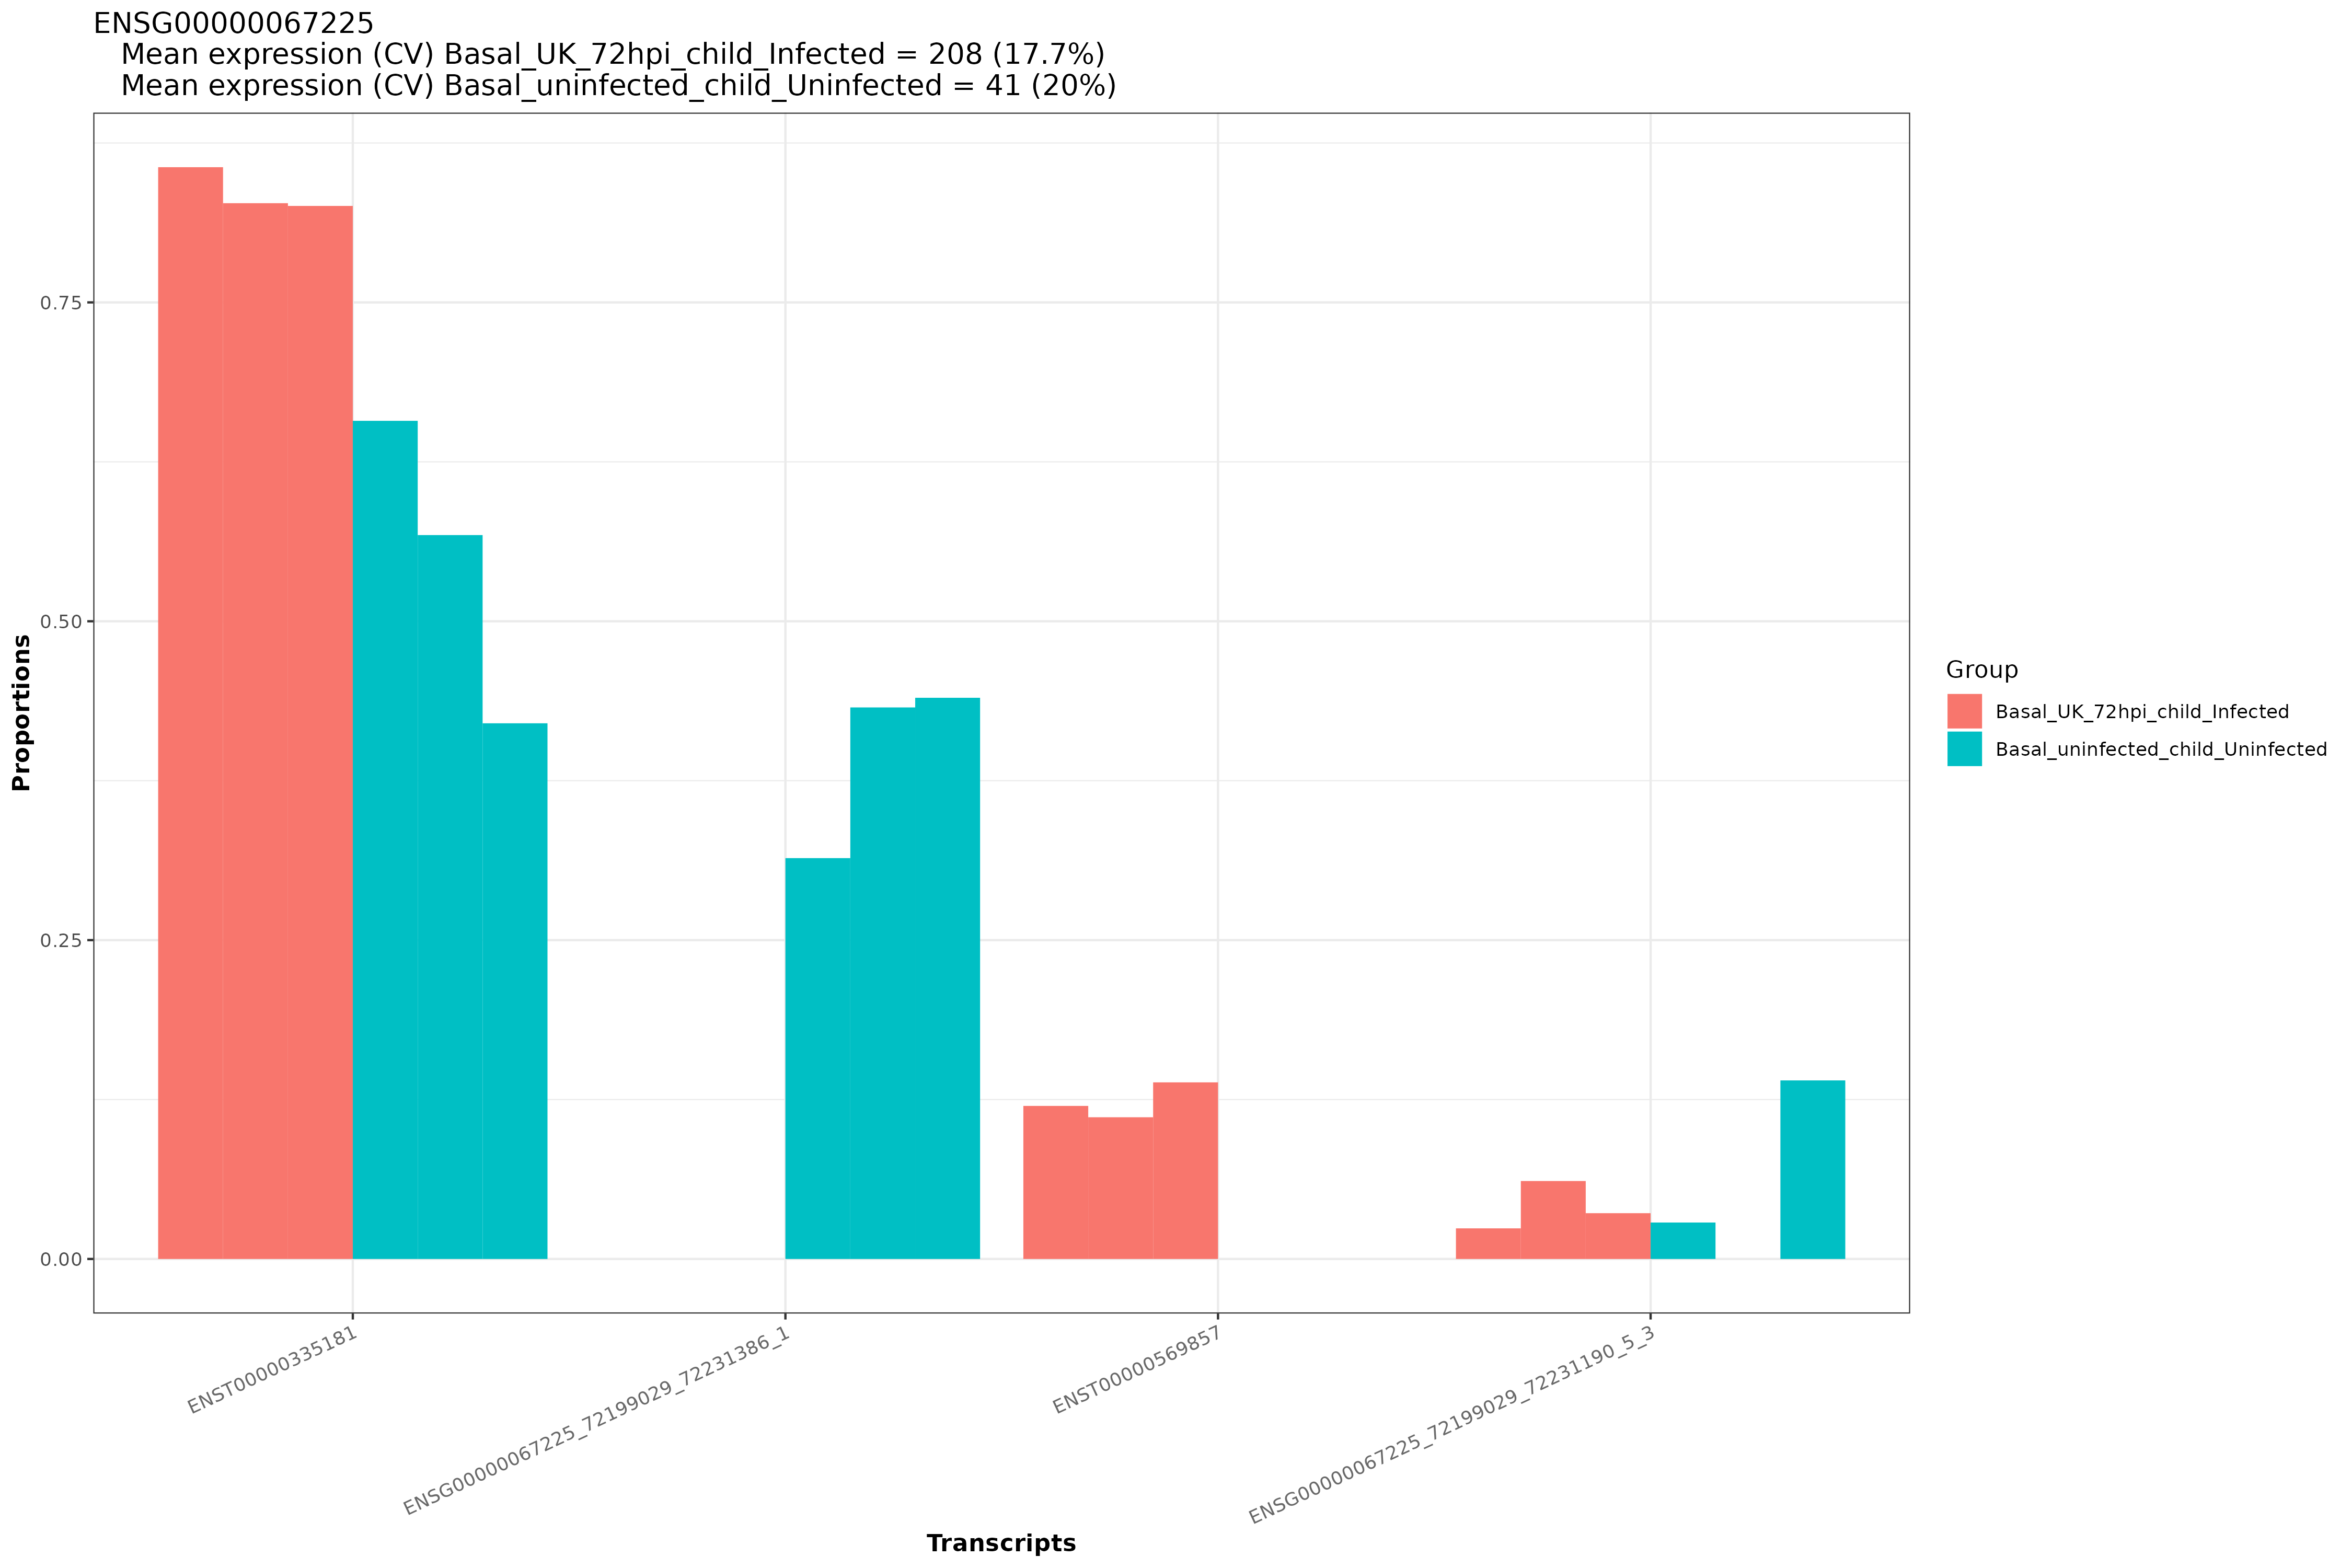 ENSG00000067225
Mean expression (CV) Basal_UK_72hpi_child_Infected = 208 (17.7%)
Mean expression (CV) Basal_uninfected_child_Uninfected = 41 (20%)
Proportions
0.75
0.50
0.25
0.00
ENST00000335181
ENSG00000067225_72199029_72231386_1
ENST00000569857
ENSG00000067225_72199029_72231190_5_3
Transcripts
Group
Basal_UK_72hpi_child_Infected
Basal_uninfected_child_Uninfected